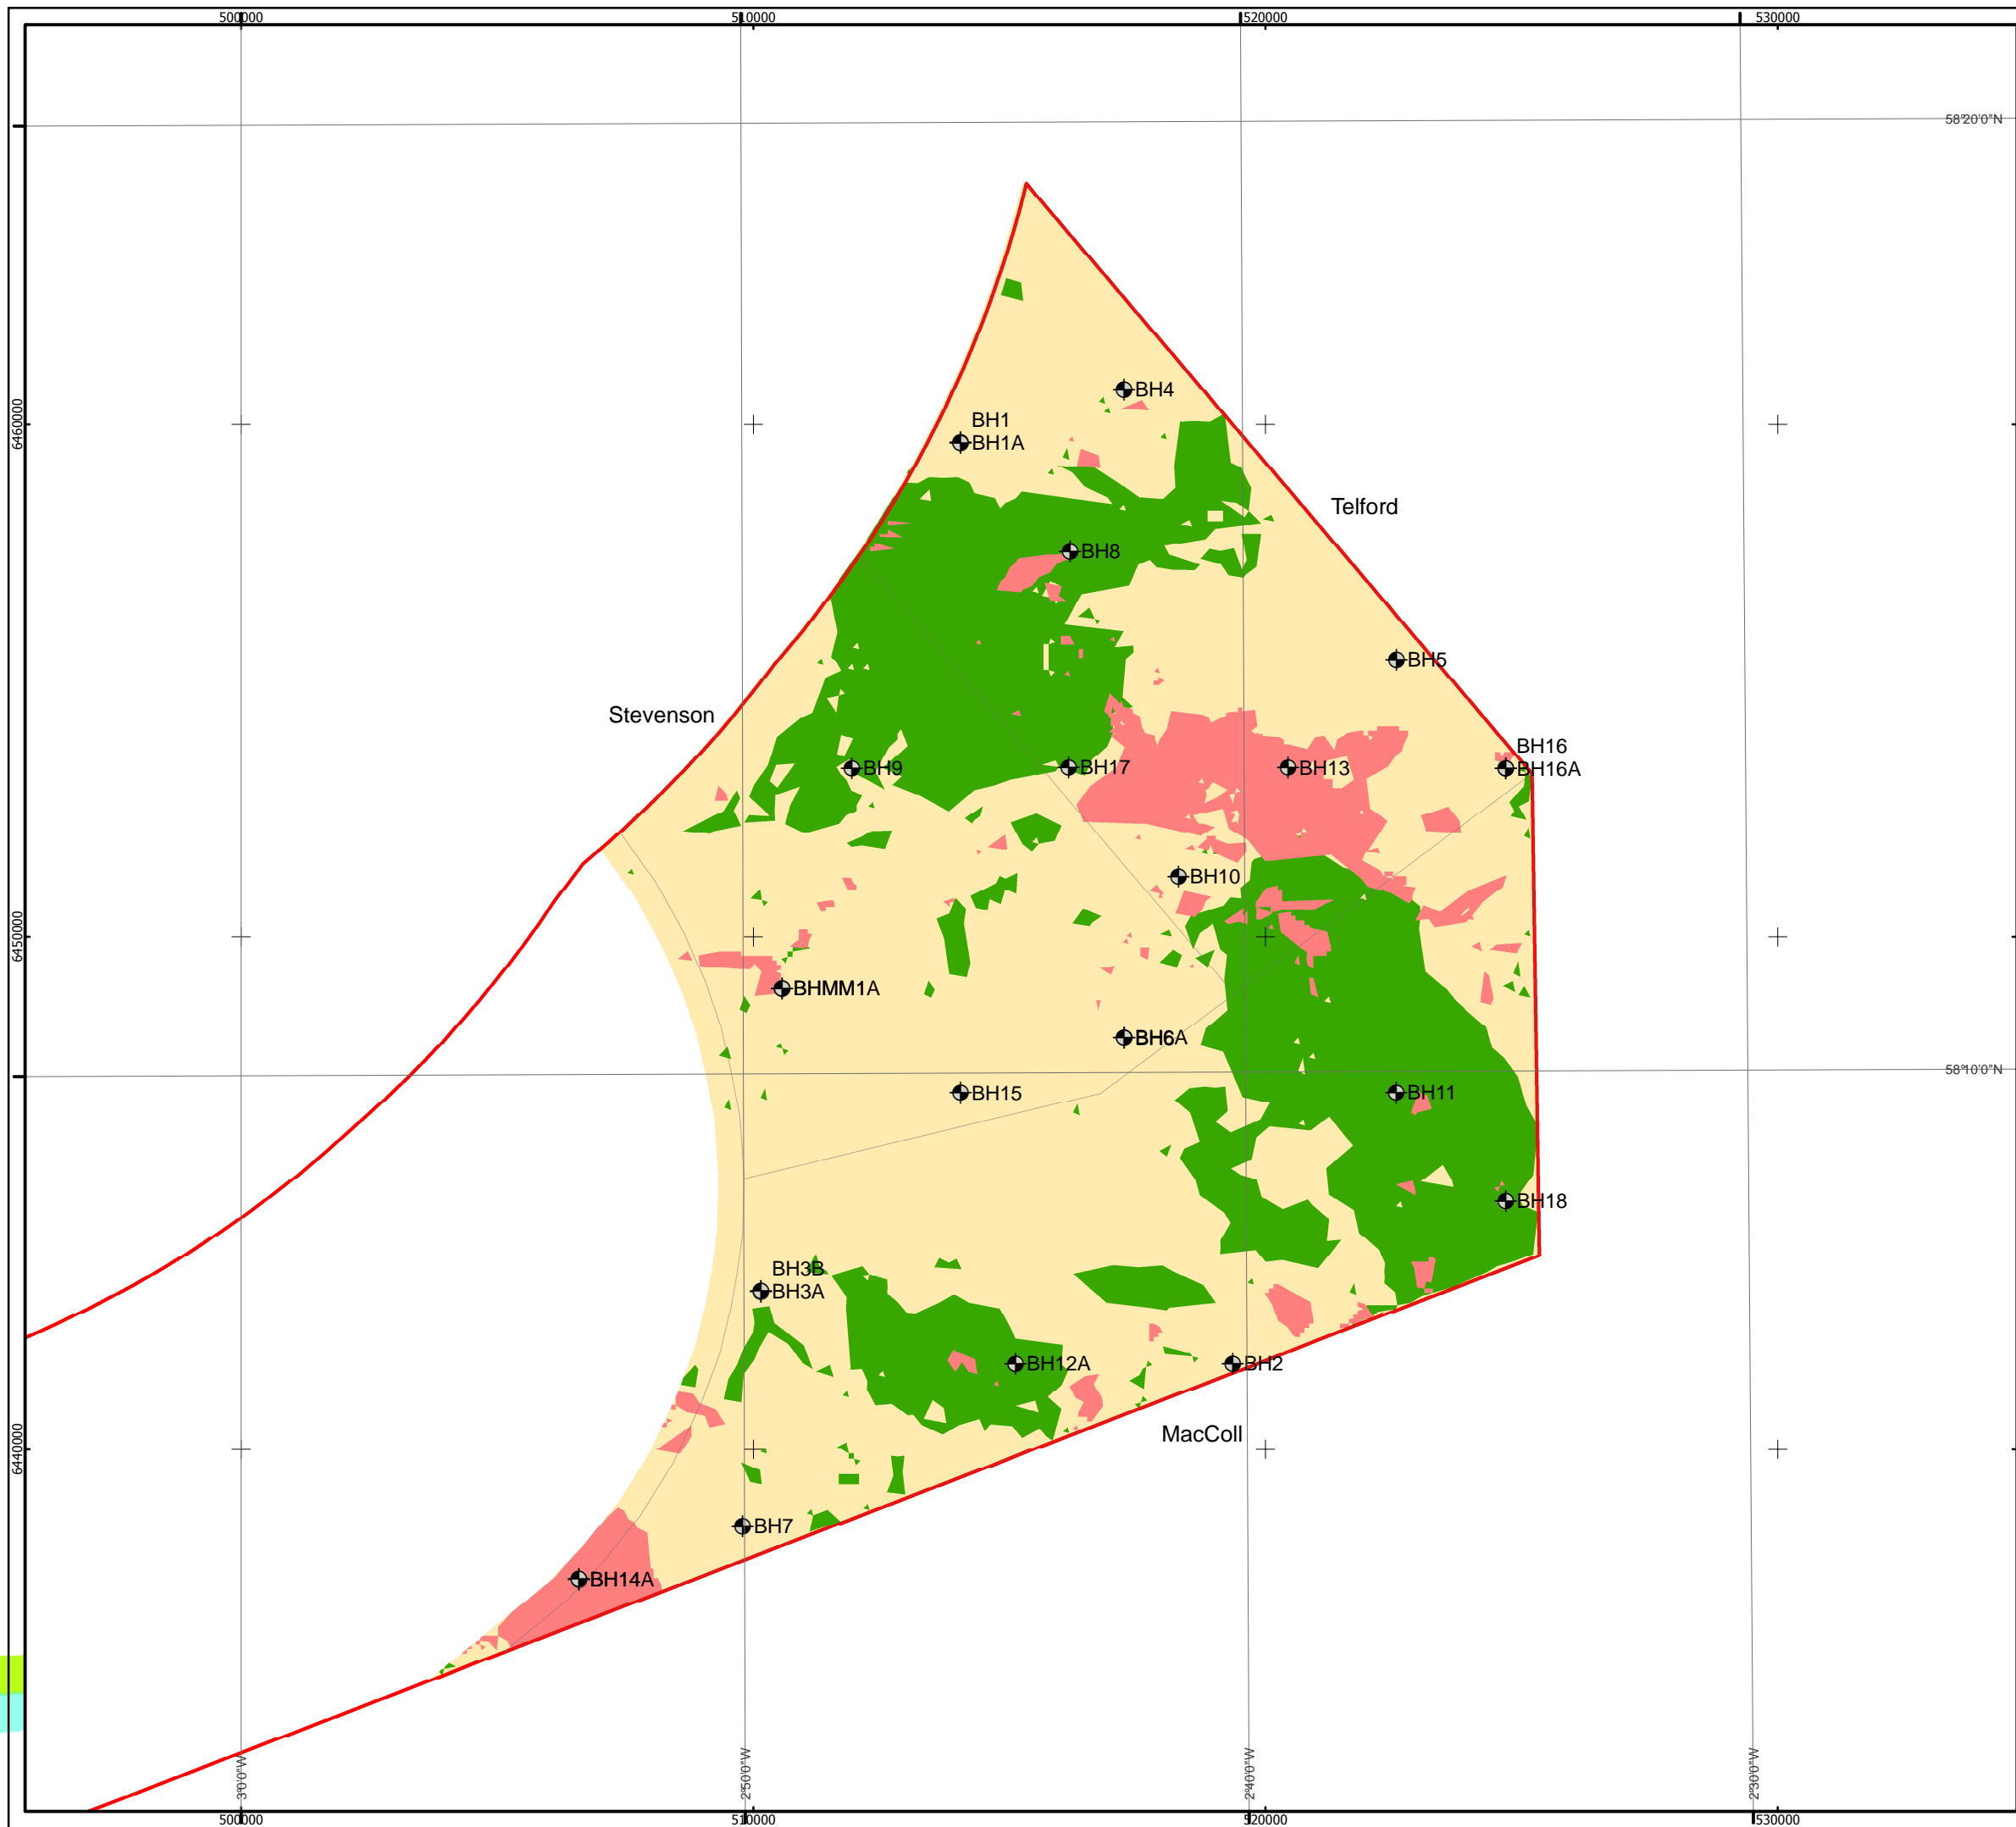 500000 510000 520000 530000
58°20'0"N
6460000
BH4
BH1
BH1A
Telford
BH8
BH5
Stevenson
BH16
BH9 BH17 BH13 BH16A
BH10
6450000
BHMM1A
BH6A
58°10'0"N
BH15 BH11
BH18
BH3B
BH3A
BH12A BH2
MacColl
6440000
BH7
BH14A
3°0'0"W 2°50'0"W 2°40'0"W 2°30'0"W
500000 510000 520000 530000